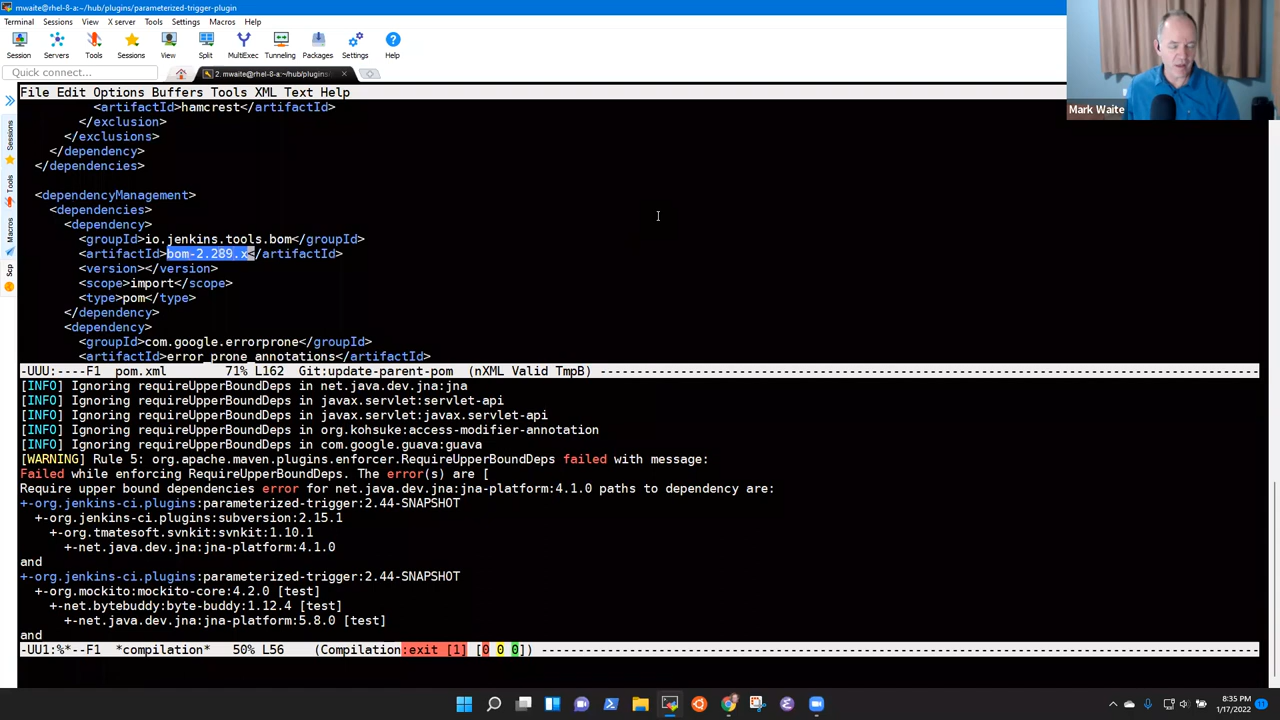 mwaite@rhel-8-a:~/hub/plugins/parameterized-trigger-plugin
Terminal Sessions View X server Tools Settings Macros Help
Session Servers Tools Sessions View Split MultiExec Tunneling Packages Settings Help
Quick connect...
2. mwaite@rhel-8-a:~/hub/plugins/
Mark Waite
Sessions
Tools
Macros
Scp
File Edit Options Buffers Tools XML Text Help
<artifactId>hamcrest</artifactId>
</exclusion>
</exclusions>
</dependency>
</dependencies>
<dependencyManagement>
<dependencies>
<dependency>
<groupId>io.jenkins.tools.bom</groupId>
<artifactId>bom-2.289.x</artifactId>
<version></version>
<scope>import</scope>
<type>pom</type>
</dependency>
<dependency>
<groupId>com.google.errorprone</groupId>
<artifactId>error_prone_annotations</artifactId>
-UUU:----F1 pom.xml 71% L162 Git:update-parent-pom (nXML Valid TmpB) ----------------------------------------------------------------------------------------
[INFO] Ignoring requireUpperBoundDeps in net.java.dev.jna:jna
[INFO] Ignoring requireUpperBoundDeps in javax.servlet:servlet-api
[INFO] Ignoring requireUpperBoundDeps in javax.servlet:javax.servlet-api
[INFO] Ignoring requireUpperBoundDeps in org.kohsuke:access-modifier-annotation
[INFO] Ignoring requireUpperBoundDeps in com.google.guava:guava
[WARNING] Rule 5: org.apache.maven.plugins.enforcer.RequireUpperBoundDeps failed with message:
Failed while enforcing RequireUpperBoundDeps. The error(s) are [
Require upper bound dependencies error for net.java.dev.jna:jna-platform:4.1.0 paths to dependency are:
+-org.jenkins-ci.plugins:parameterized-trigger:2.44-SNAPSHOT
+-org.jenkins-ci.plugins:subversion:2.15.1
+-org.tmatesoft.svnkit:svnkit:1.10.1
+-net.java.dev.jna:jna-platform:4.1.0
and
+-org.jenkins-ci.plugins:parameterized-trigger:2.44-SNAPSHOT
+-org.mockito:mockito-core:4.2.0 [test]
+-net.bytebuddy:byte-buddy:1.12.4 [test]
+-net.java.dev.jna:jna-platform:5.8.0 [test]
and
-UU1:%*--F1 *compilation* 50% L56 (Compilation:exit [1] [0 0 0]) ----------------------------------------------------------------------------------------
8:35 PM
1/17/2022